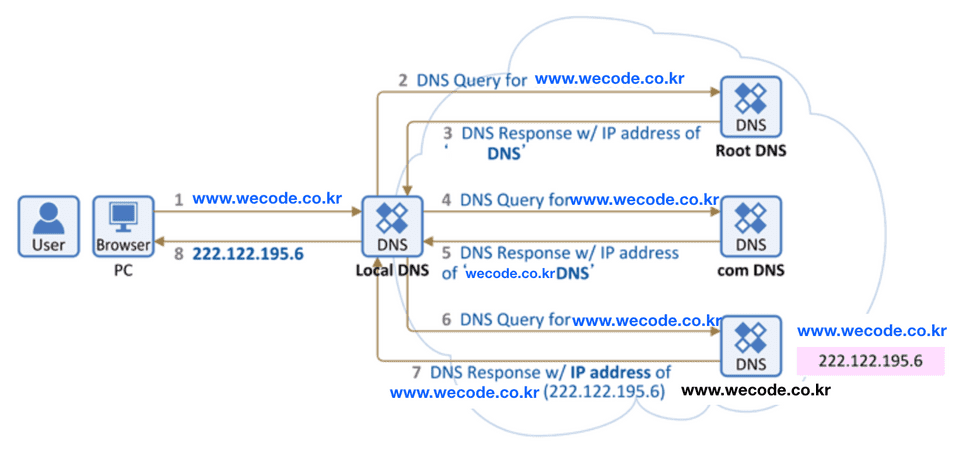 2 DNS Query for www.wecode.co.kr
DNS
Root DNS
3 DNS Response w/ IP address of
' DNS'
1 www.wecode.co.kr
4 DNS Query for www.wecode.co.kr
User
Browser
PC
DNS
Local DNS
DNS
com DNS
8 222.122.195.6
5 DNS Response w/ IP address
of 'wecode.co.kr DNS'
6 DNS Query for www.wecode.co.kr
DNS
www.wecode.co.kr
www.wecode.co.kr
222.122.195.6
7 DNS Response w/ IP address of
www.wecode.co.kr (222.122.195.6)